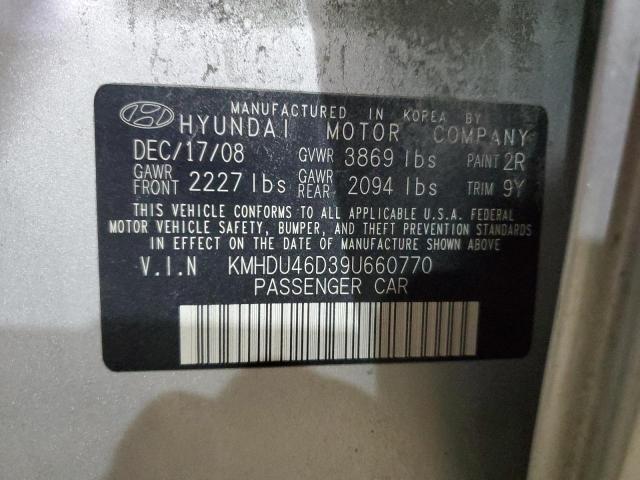 MANUFACTURED IN KOREA BY
HYUNDAI MOTOR COMPANY
DEC/17/08 GVWR 3869 lbs PAINT 2R
GAWR FRONT 2227 lbs GAWR REAR 2094 lbs TRIM 9Y
THIS VEHICLE CONFORMS TO ALL APPLICABLE U.S.A. FEDERAL
MOTOR VEHICLE SAFETY, BUMPER, AND THEFT PREVENTION STANDARDS
IN EFFECT ON THE DATE OF MANUFACTURE SHOWN ABOVE.
V.I.N KMHDU46D39U660770
PASSENGER CAR